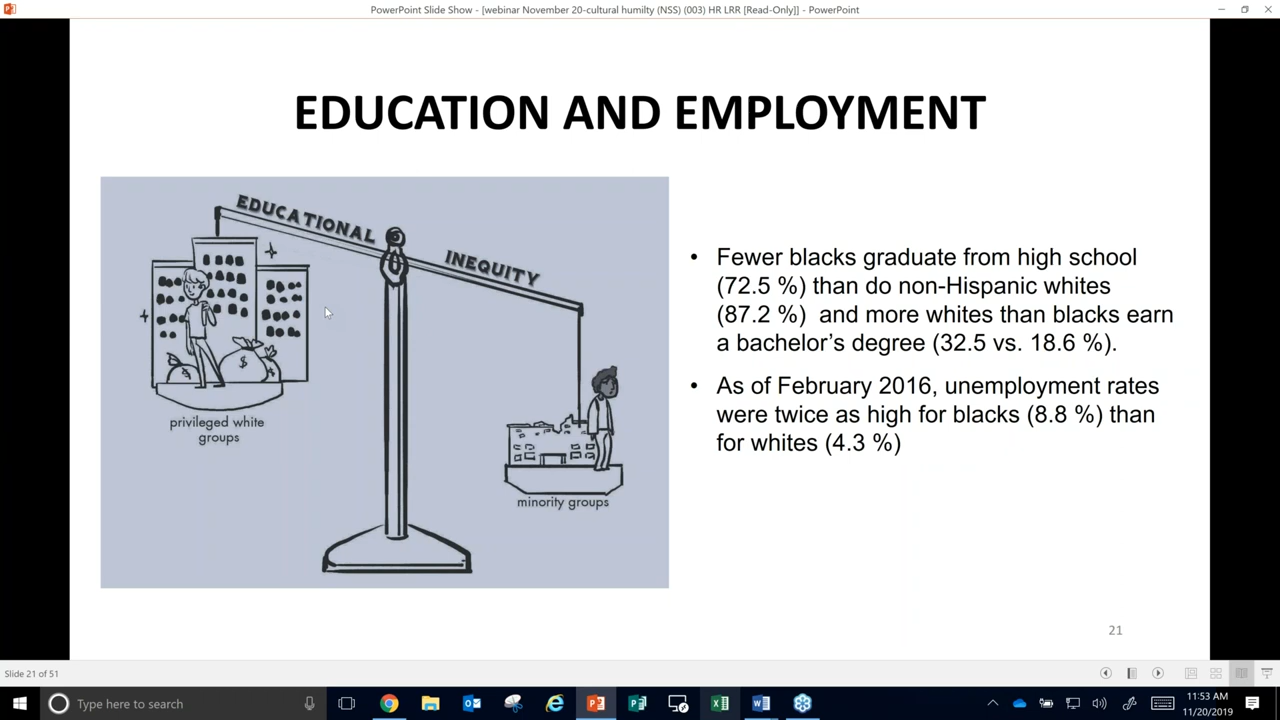 PowerPoint Slide Show - [webinar November 20-cultural humilty (NSS) (003) HR LRR [Read-Only]] - PowerPoint
EDUCATION AND EMPLOYMENT
EDUCATIONAL INEQUITY
privileged white
groups
minority groups
$
$
• Fewer blacks graduate from high school
(72.5 %) than do non-Hispanic whites
(87.2 %)  and more whites than blacks earn
a bachelor’s degree (32.5 vs. 18.6 %).
• As of February 2016, unemployment rates
were twice as high for blacks (8.8 %) than
for whites (4.3 %)
21
Slide 21 of 51
Type here to search
11:53 AM
11/20/2019